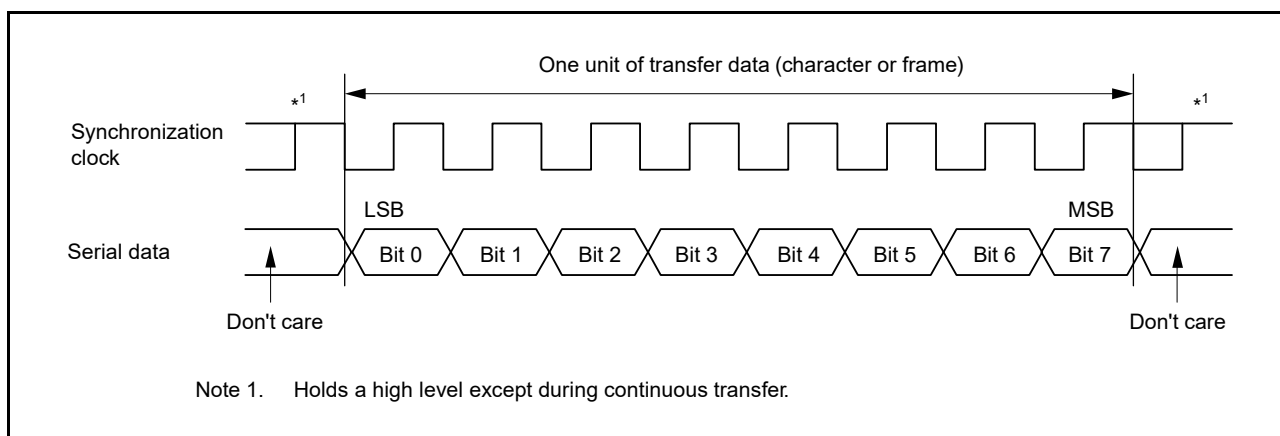 One unit of transfer data (character or frame)
*1 *1
Synchronization
clock
LSB MSB
Serial data Bit 0 Bit 1 Bit 2 Bit 3 Bit 4 Bit 5 Bit 6 Bit 7
Don't care Don't care
Note 1. Holds a high level except during continuous transfer.